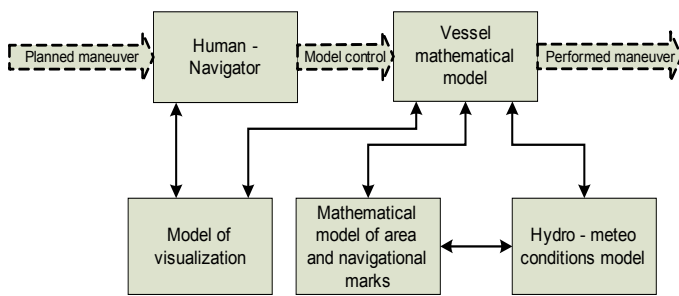 Planned maneuver
Human -
Navigator
Model control
Vessel
mathematical
model
Performed maneuver
Model of
visualization
Mathematical
model of area
and navigational
marks
Hydro - meteo
conditions model